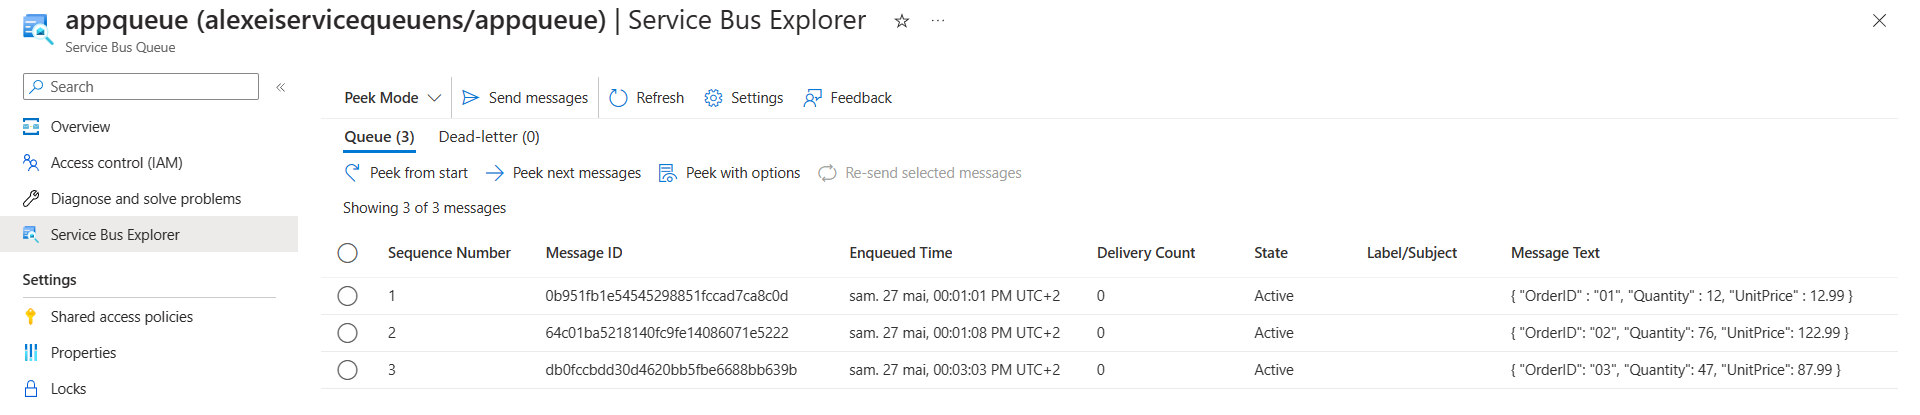 appqueue (alexeiservicequeuens/appqueue) | Service Bus Explorer ☆ ···
Service Bus Queue
Search
Overview
Access control (IAM)
Diagnose and solve problems
Service Bus Explorer
Settings
Shared access policies
Properties
Locks
Peek Mode Send messages Refresh Settings Feedback
Queue (3) Dead-letter (0)
Peek from start Peek next messages Peek with options Re-send selected messages
Showing 3 of 3 messages
Sequence Number Message ID Enqueued Time Delivery Count State Label/Subject Message Text
1 0b951fb1e54545298851fccad7ca8c0d sam. 27 mai, 00:01:01 PM UTC+2 0 Active { "OrderID" : "01", "Quantity" : 12, "UnitPrice" : 12.99 }
2 64c01ba5218140fc9fe14086071e5222 sam. 27 mai, 00:01:08 PM UTC+2 0 Active { "OrderID": "02", "Quantity": 76, "UnitPrice": 122.99 }
3 db0fccbdd30d4620bb5fbe6688bb639b sam. 27 mai, 00:03:03 PM UTC+2 0 Active { "OrderID": "03", "Quantity": 47, "UnitPrice": 87.99 }